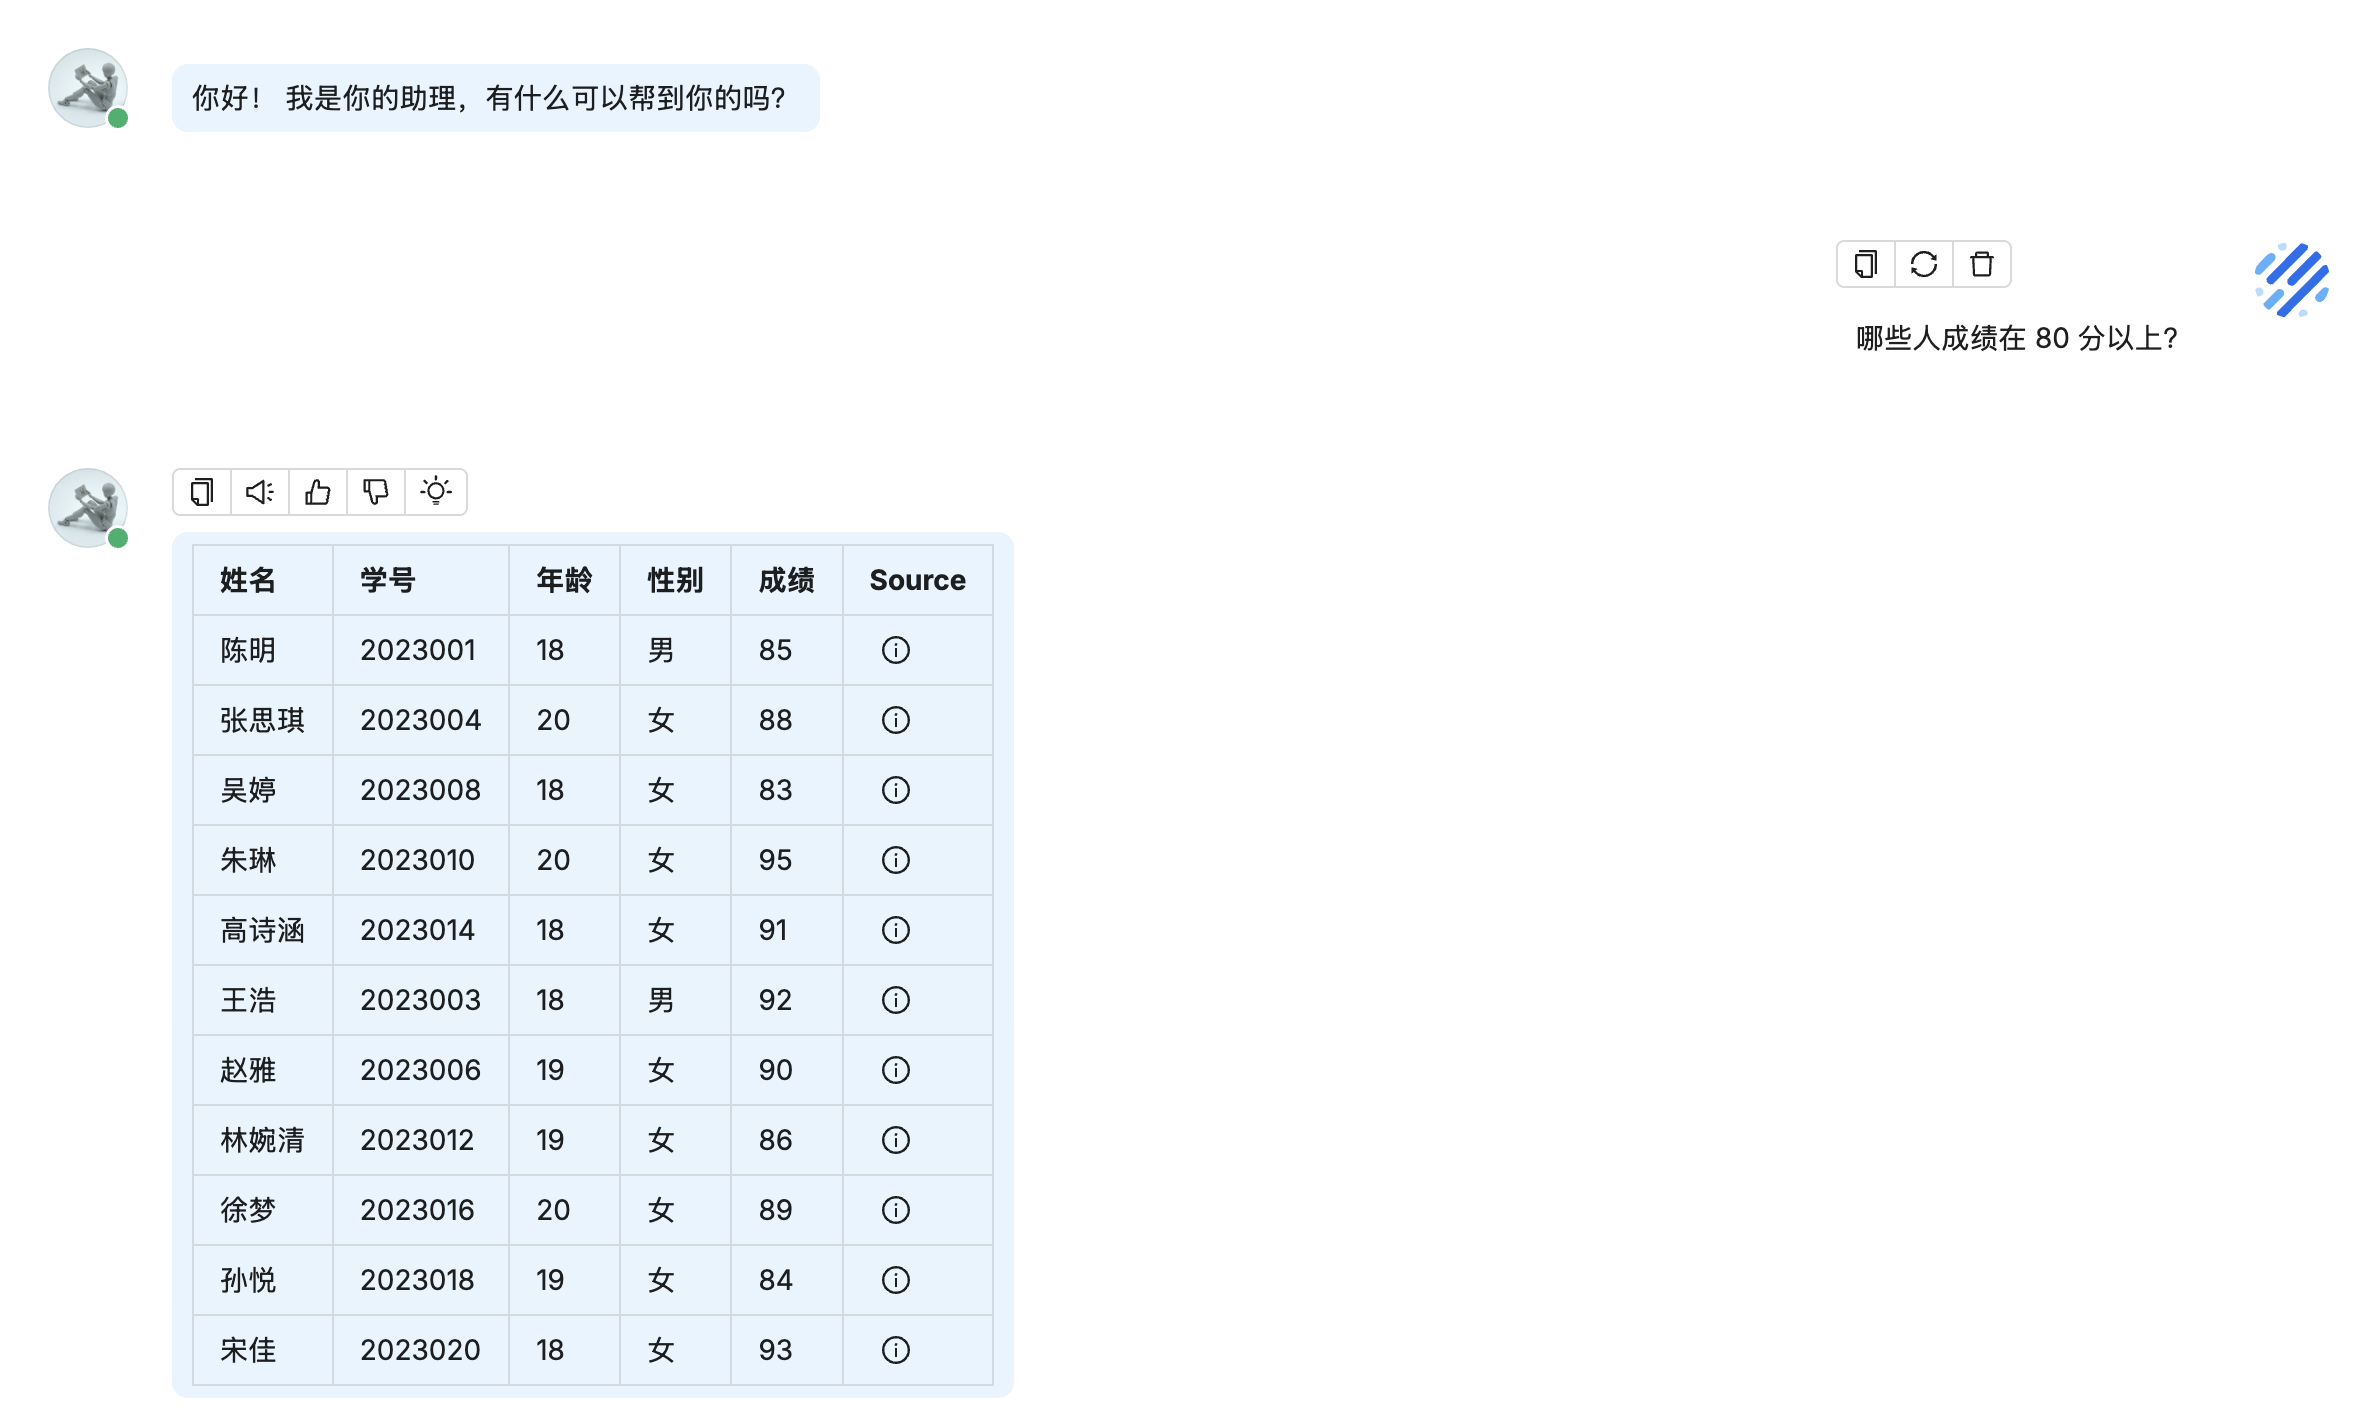 你好！ 我是你的助理，有什么可以帮到你的吗？
哪些人成绩在 80 分以上？
姓名 学号 年龄 性别 成绩 Source
陈明 2023001 18 男 85
张思琪 2023004 20 女 88
吴婷 2023008 18 女 83
朱琳 2023010 20 女 95
高诗涵 2023014 18 女 91
王浩 2023003 18 男 92
赵雅 2023006 19 女 90
林婉清 2023012 19 女 86
徐梦 2023016 20 女 89
孙悦 2023018 19 女 84
宋佳 2023020 18 女 93